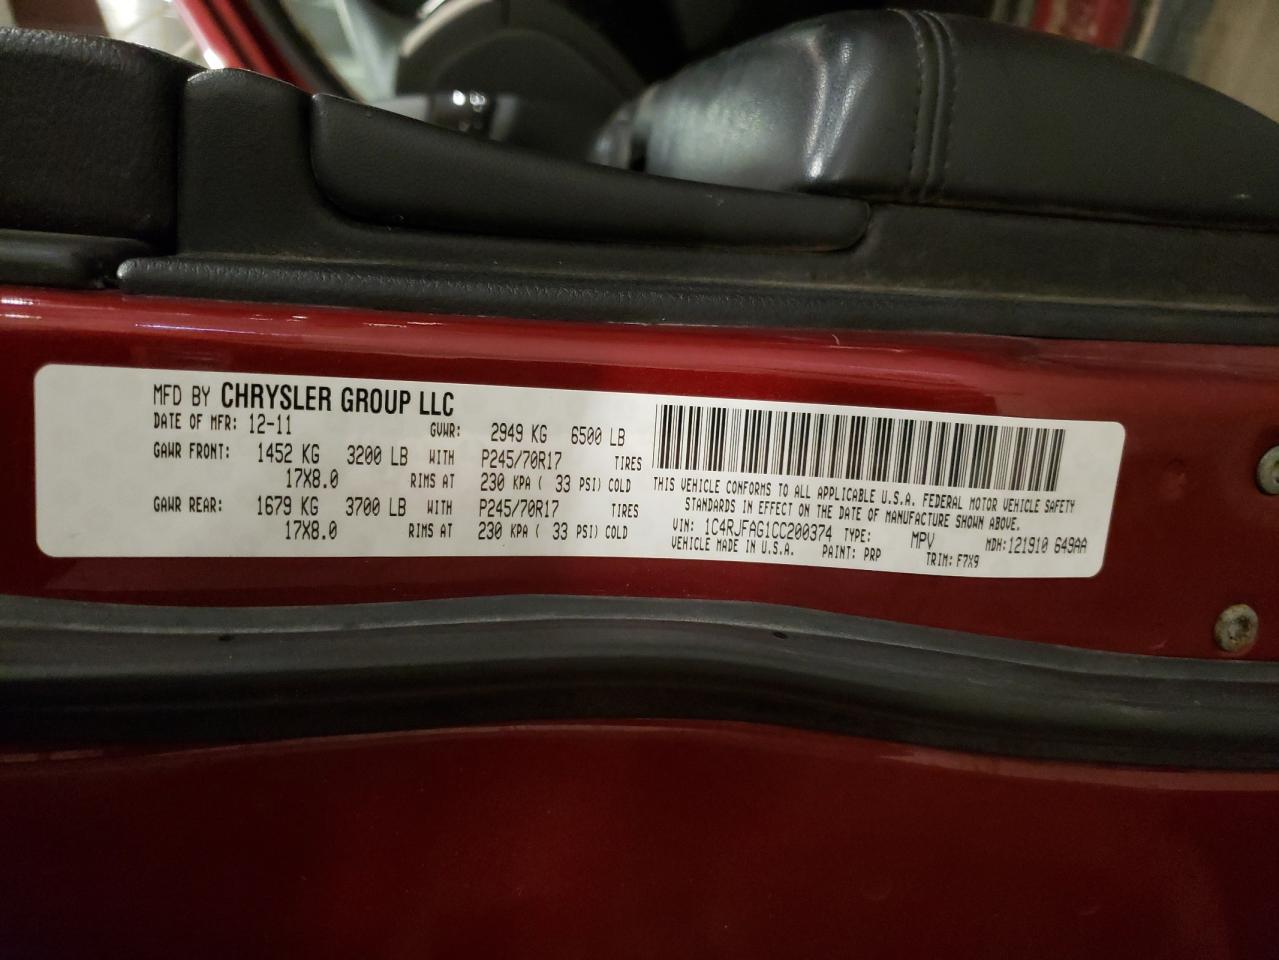 MFD BY CHRYSLER GROUP LLC
DATE OF MFR: 12-11 GVWR: 2949 KG 6500 LB
GAWR FRONT: 1452 KG 3200 LB WITH P245/70R17 TIRES
17X8.0 RIMS AT 230 KPA ( 33 PSI) COLD
GAWR REAR: 1679 KG 3700 LB WITH P245/70R17 TIRES
17X8.0 RIMS AT 230 KPA ( 33 PSI) COLD
THIS VEHICLE CONFORMS TO ALL APPLICABLE U.S.A. FEDERAL MOTOR VEHICLE SAFETY
STANDARDS IN EFFECT ON THE DATE OF MANUFACTURE SHOWN ABOVE.
VIN: 1C4RJFAG1CC200374 TYPE: MPV MDH:121910 649AA
VEHICLE MADE IN U.S.A. PAINT: PRP TRIM: F7X9